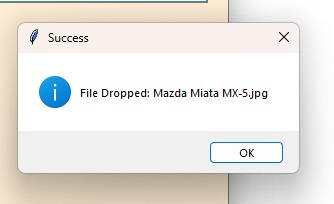 Success
File Dropped: Mazda Miata MX-5.jpg
OK